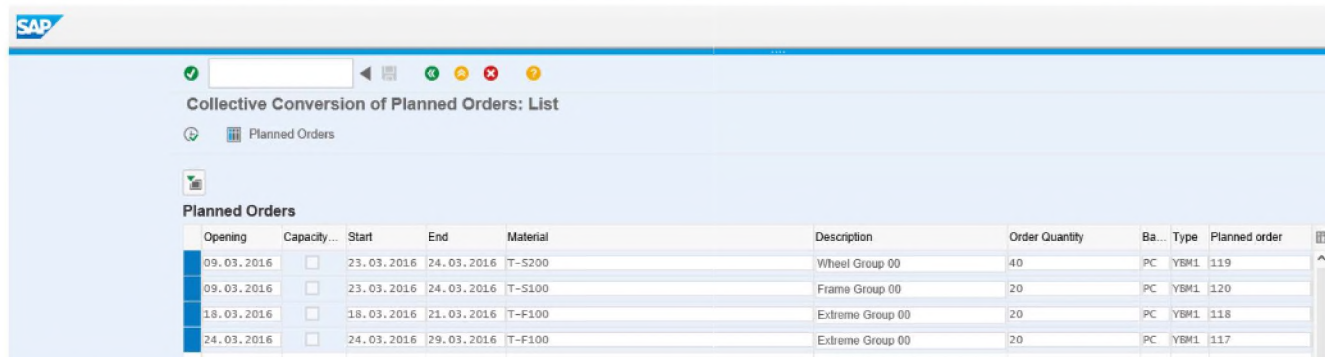 SAP
Collective Conversion of Planned Orders: List
Planned Orders
Planned Orders
Opening Capacity... Start End Material Description Order Quantity Ba... Type Planned order
09.03.2016 23.03.2016 24.03.2016 T-S200 Wheel Group 00 40 PC YBM1 119
09.03.2016 23.03.2016 24.03.2016 T-S100 Frame Group 00 20 PC YBM1 120
18.03.2016 18.03.2016 21.03.2016 T-F100 Extreme Group 00 20 PC YBM1 118
24.03.2016 24.03.2016 29.03.2016 T-F100 Extreme Group 00 20 PC YBM1 117